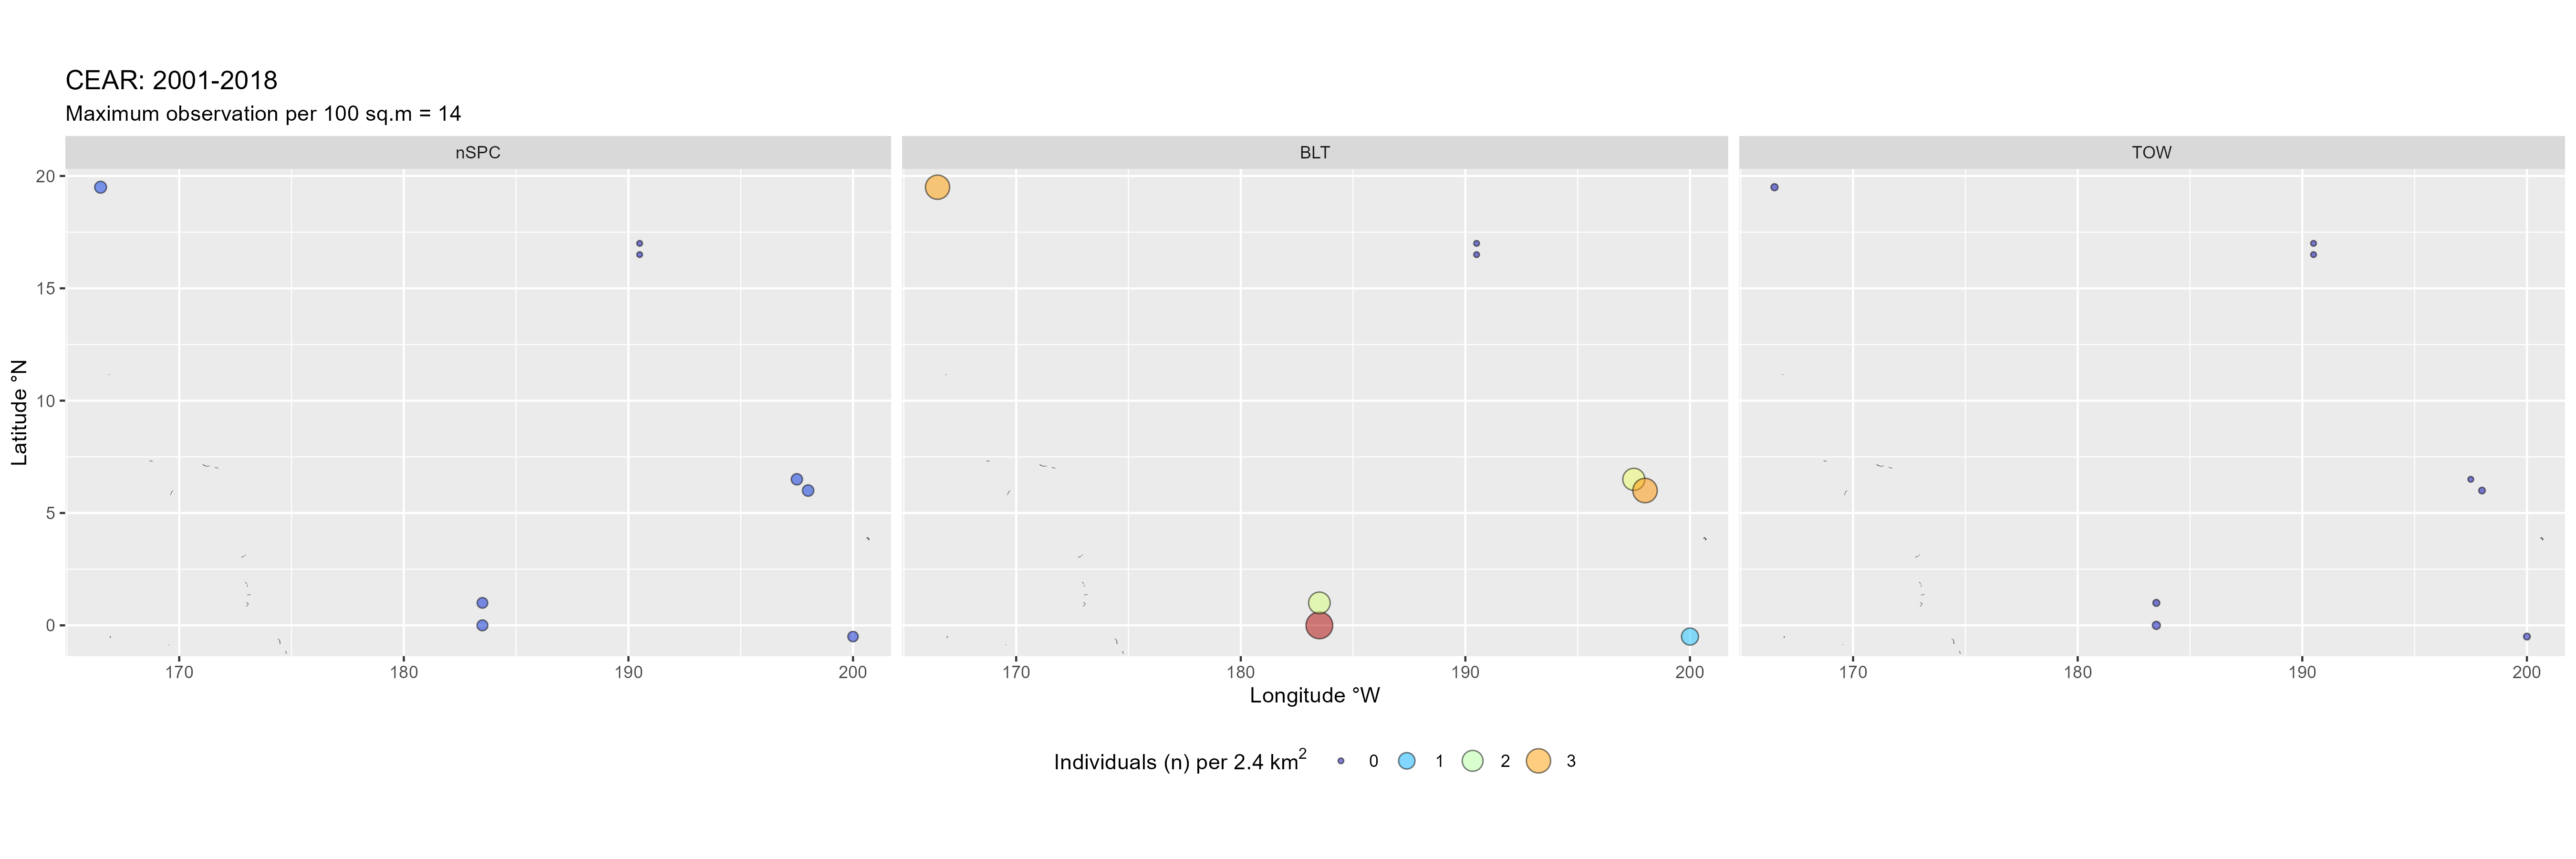 CEAR: 2001-2018
Maximum observation per 100 sq.m = 14
nSPC BLT TOW
Latitude °N
20
15
10
5
0
170 180 190 200 170 180 190 200 170 180 190 200
Longitude °W
Individuals (n) per 2.4 km² 0 1 2 3